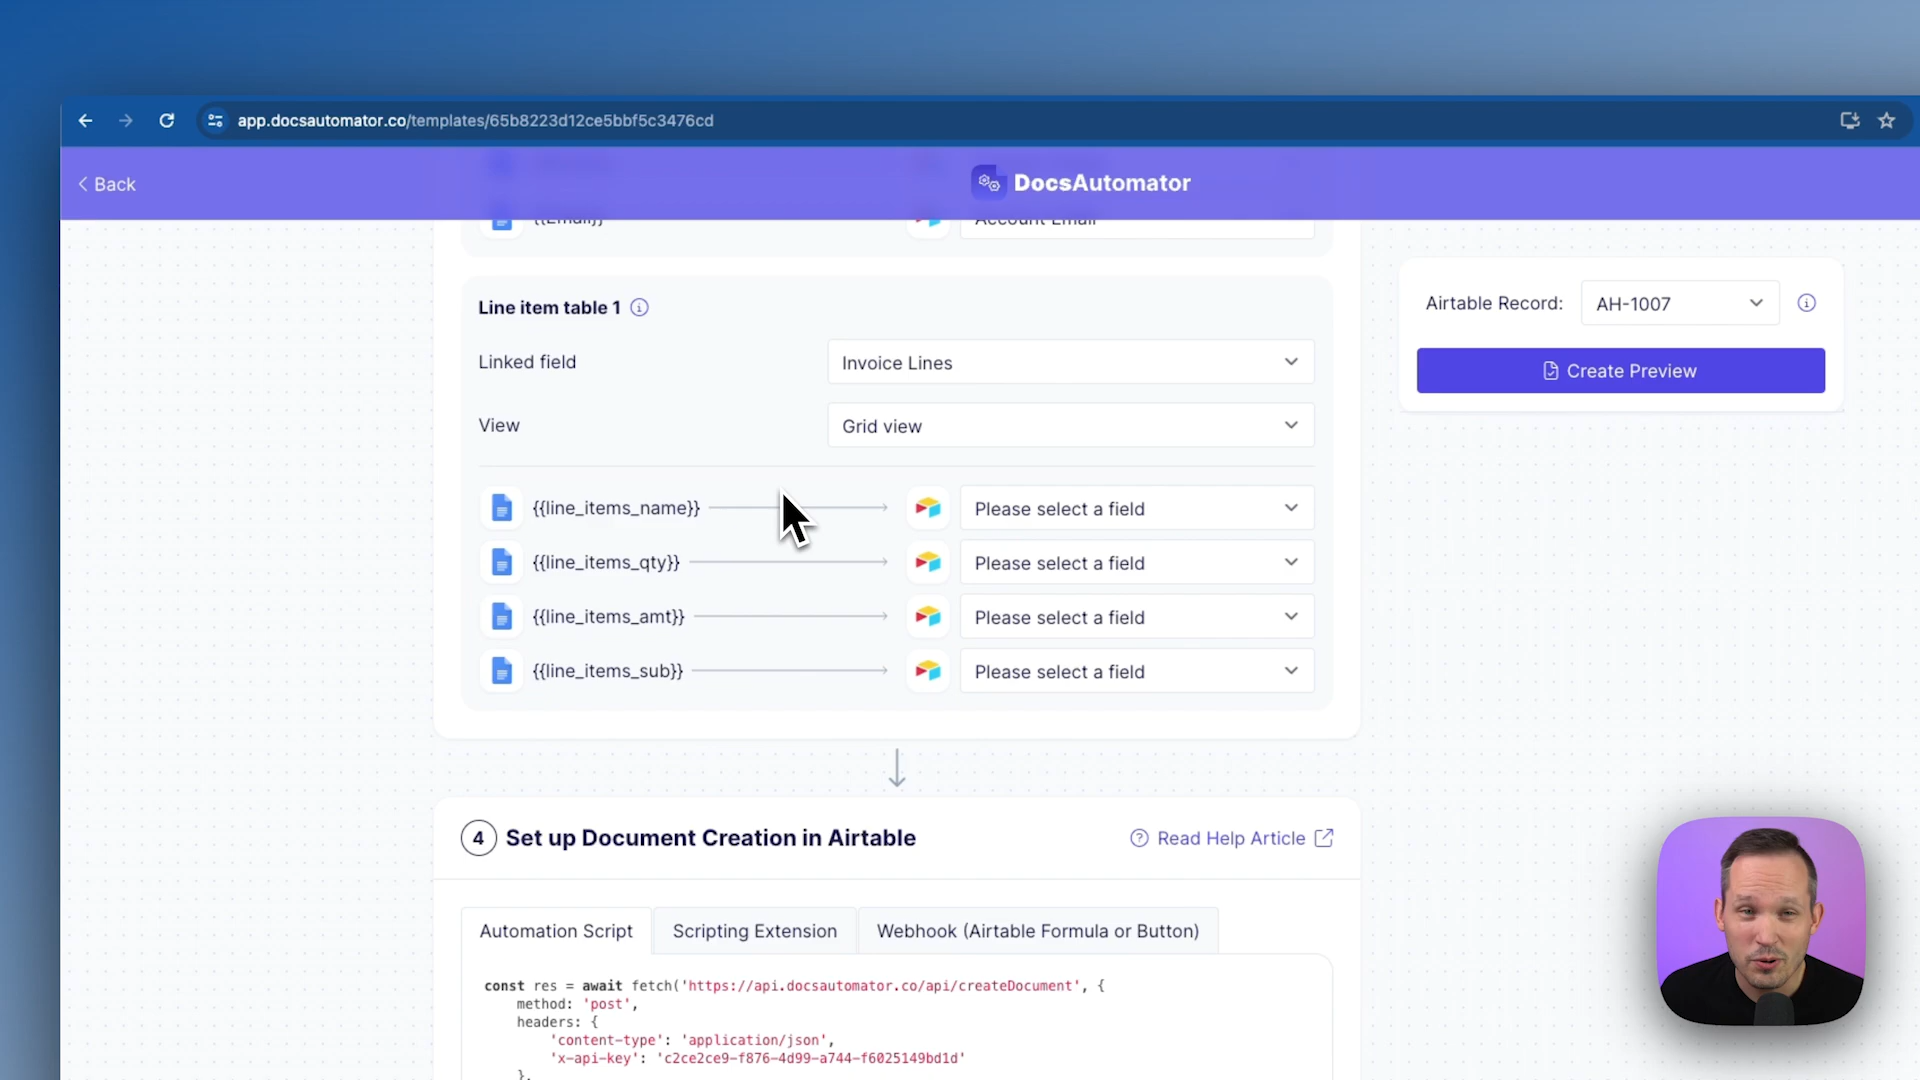 app.docsautomator.co/templates/65b8223d12ce5bbf5c3476cd
Back
DocsAutomator
{{Email}}
Account Email
Line item table 1
Linked field
Invoice Lines
View
Grid view
{{line_items_name}}
Please select a field
{{line_items_qty}}
Please select a field
{{line_items_amt}}
Please select a field
{{line_items_sub}}
Please select a field
Airtable Record:
AH-1007
Create Preview
4 Set up Document Creation in Airtable
Read Help Article
Automation Script
Scripting Extension
Webhook (Airtable Formula or Button)
const res = await fetch('https://api.docsautomator.co/api/createDocument', {
method: 'post',
headers: {
'content-type': 'application/json',
'x-api-key': 'c2ce2ce9-f876-4d99-a744-f6025149bd1d'
},